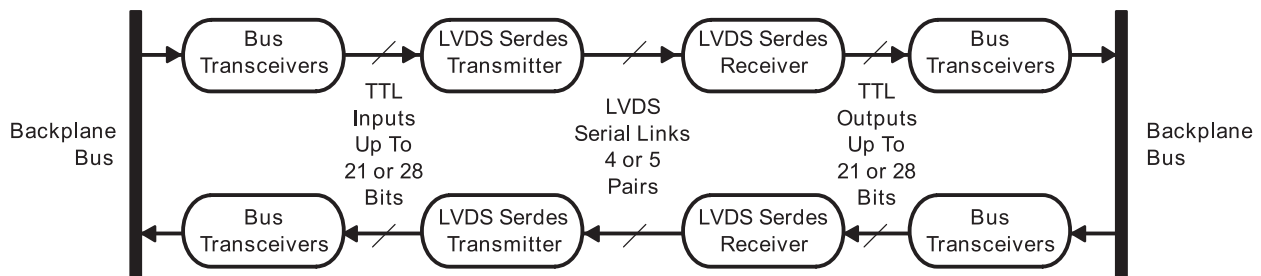 Bus
Transceivers
LVDS Serdes
Transmitter
LVDS Serdes
Receiver
Bus
Transceivers
Backplane
Bus
TTL
Inputs
Up To
21 or 28
Bits
LVDS
Serial Links
4 or 5
Pairs
TTL
Outputs
Up To
21 or 28
Bits
Backplane
Bus
Bus
Transceivers
LVDS Serdes
Transmitter
LVDS Serdes
Receiver
Bus
Transceivers